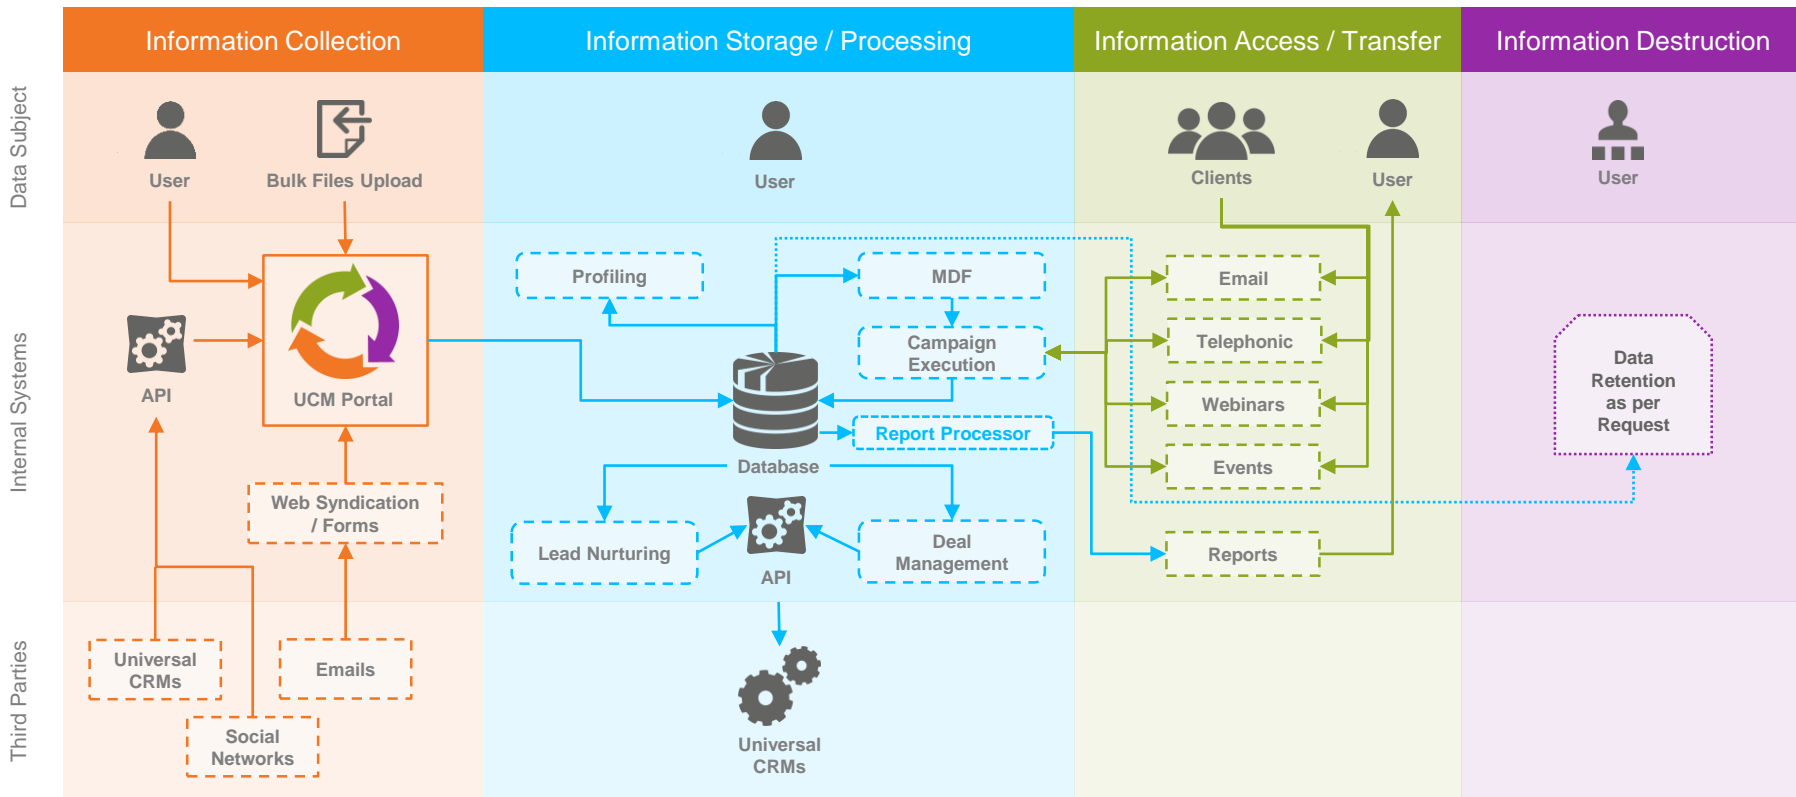 Information Collection
Information Storage / Processing
Information Access / Transfer
Information Destruction
Data Subject
User
Bulk Files Upload
User
Clients
User
User
Internal Systems
API
UCM Portal
Web Syndication
/ Forms
Profiling
MDF
Campaign
Execution
Report Processor
Database
Lead Nurturing
API
Deal
Management
Email
Telephonic
Webinars
Events
Reports
Data
Retention
as per
Request
Third Parties
Universal
CRMs
Emails
Social
Networks
Universal
CRMs